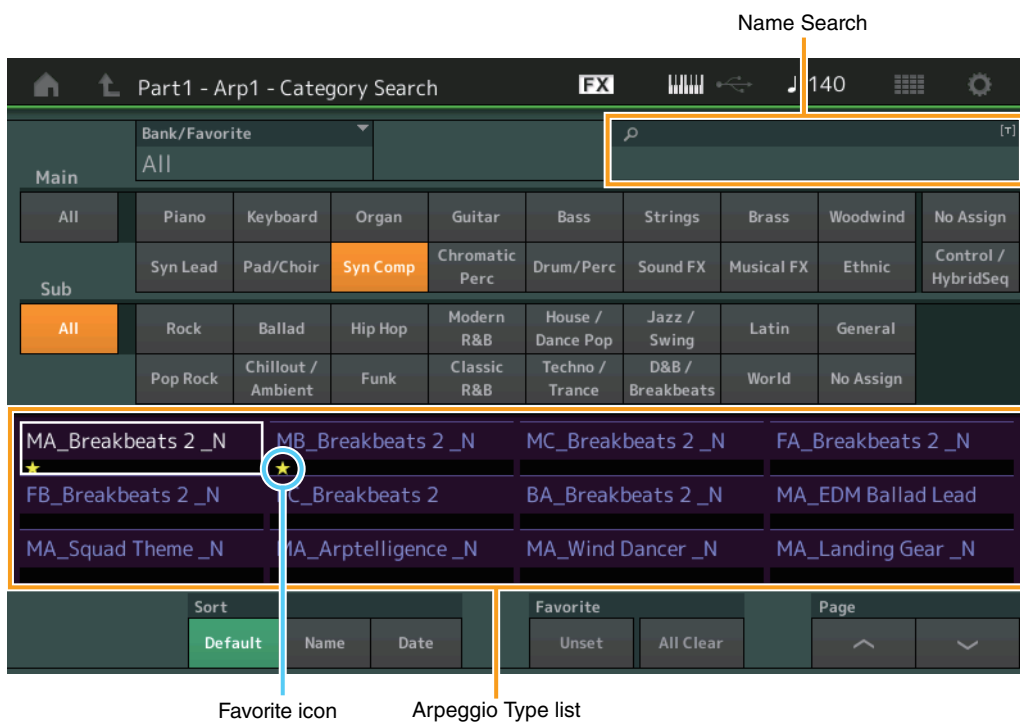 Name Search
Part1 - Arp1 - Category Search FX 140
Bank/Favorite [T]
All
Main
All Piano Keyboard Organ Guitar Bass Strings Brass Woodwind No Assign
Syn Lead Pad/Choir Syn Comp Chromatic Perc Drum/Perc Sound FX Musical FX Ethnic Control / HybridSeq
Sub
All Rock Ballad Hip Hop Modern R&B House / Dance Pop Jazz / Swing Latin General
Pop Rock Chillout / Ambient Funk Classic R&B Techno / Trance D&B / Breakbeats World No Assign
MA_Breakbeats 2 _N MB_Breakbeats 2 _N MC_Breakbeats 2 _N FA_Breakbeats 2 _N
FB_Breakbeats 2 _N C_Breakbeats 2 BA_Breakbeats 2 _N MA_EDM Ballad Lead
MA_Squad Theme _N MA_Arptelligence _N MA_Wind Dancer _N MA_Landing Gear _N
Sort Favorite Page
Default Name Date Unset All Clear
Favorite icon Arpeggio Type list